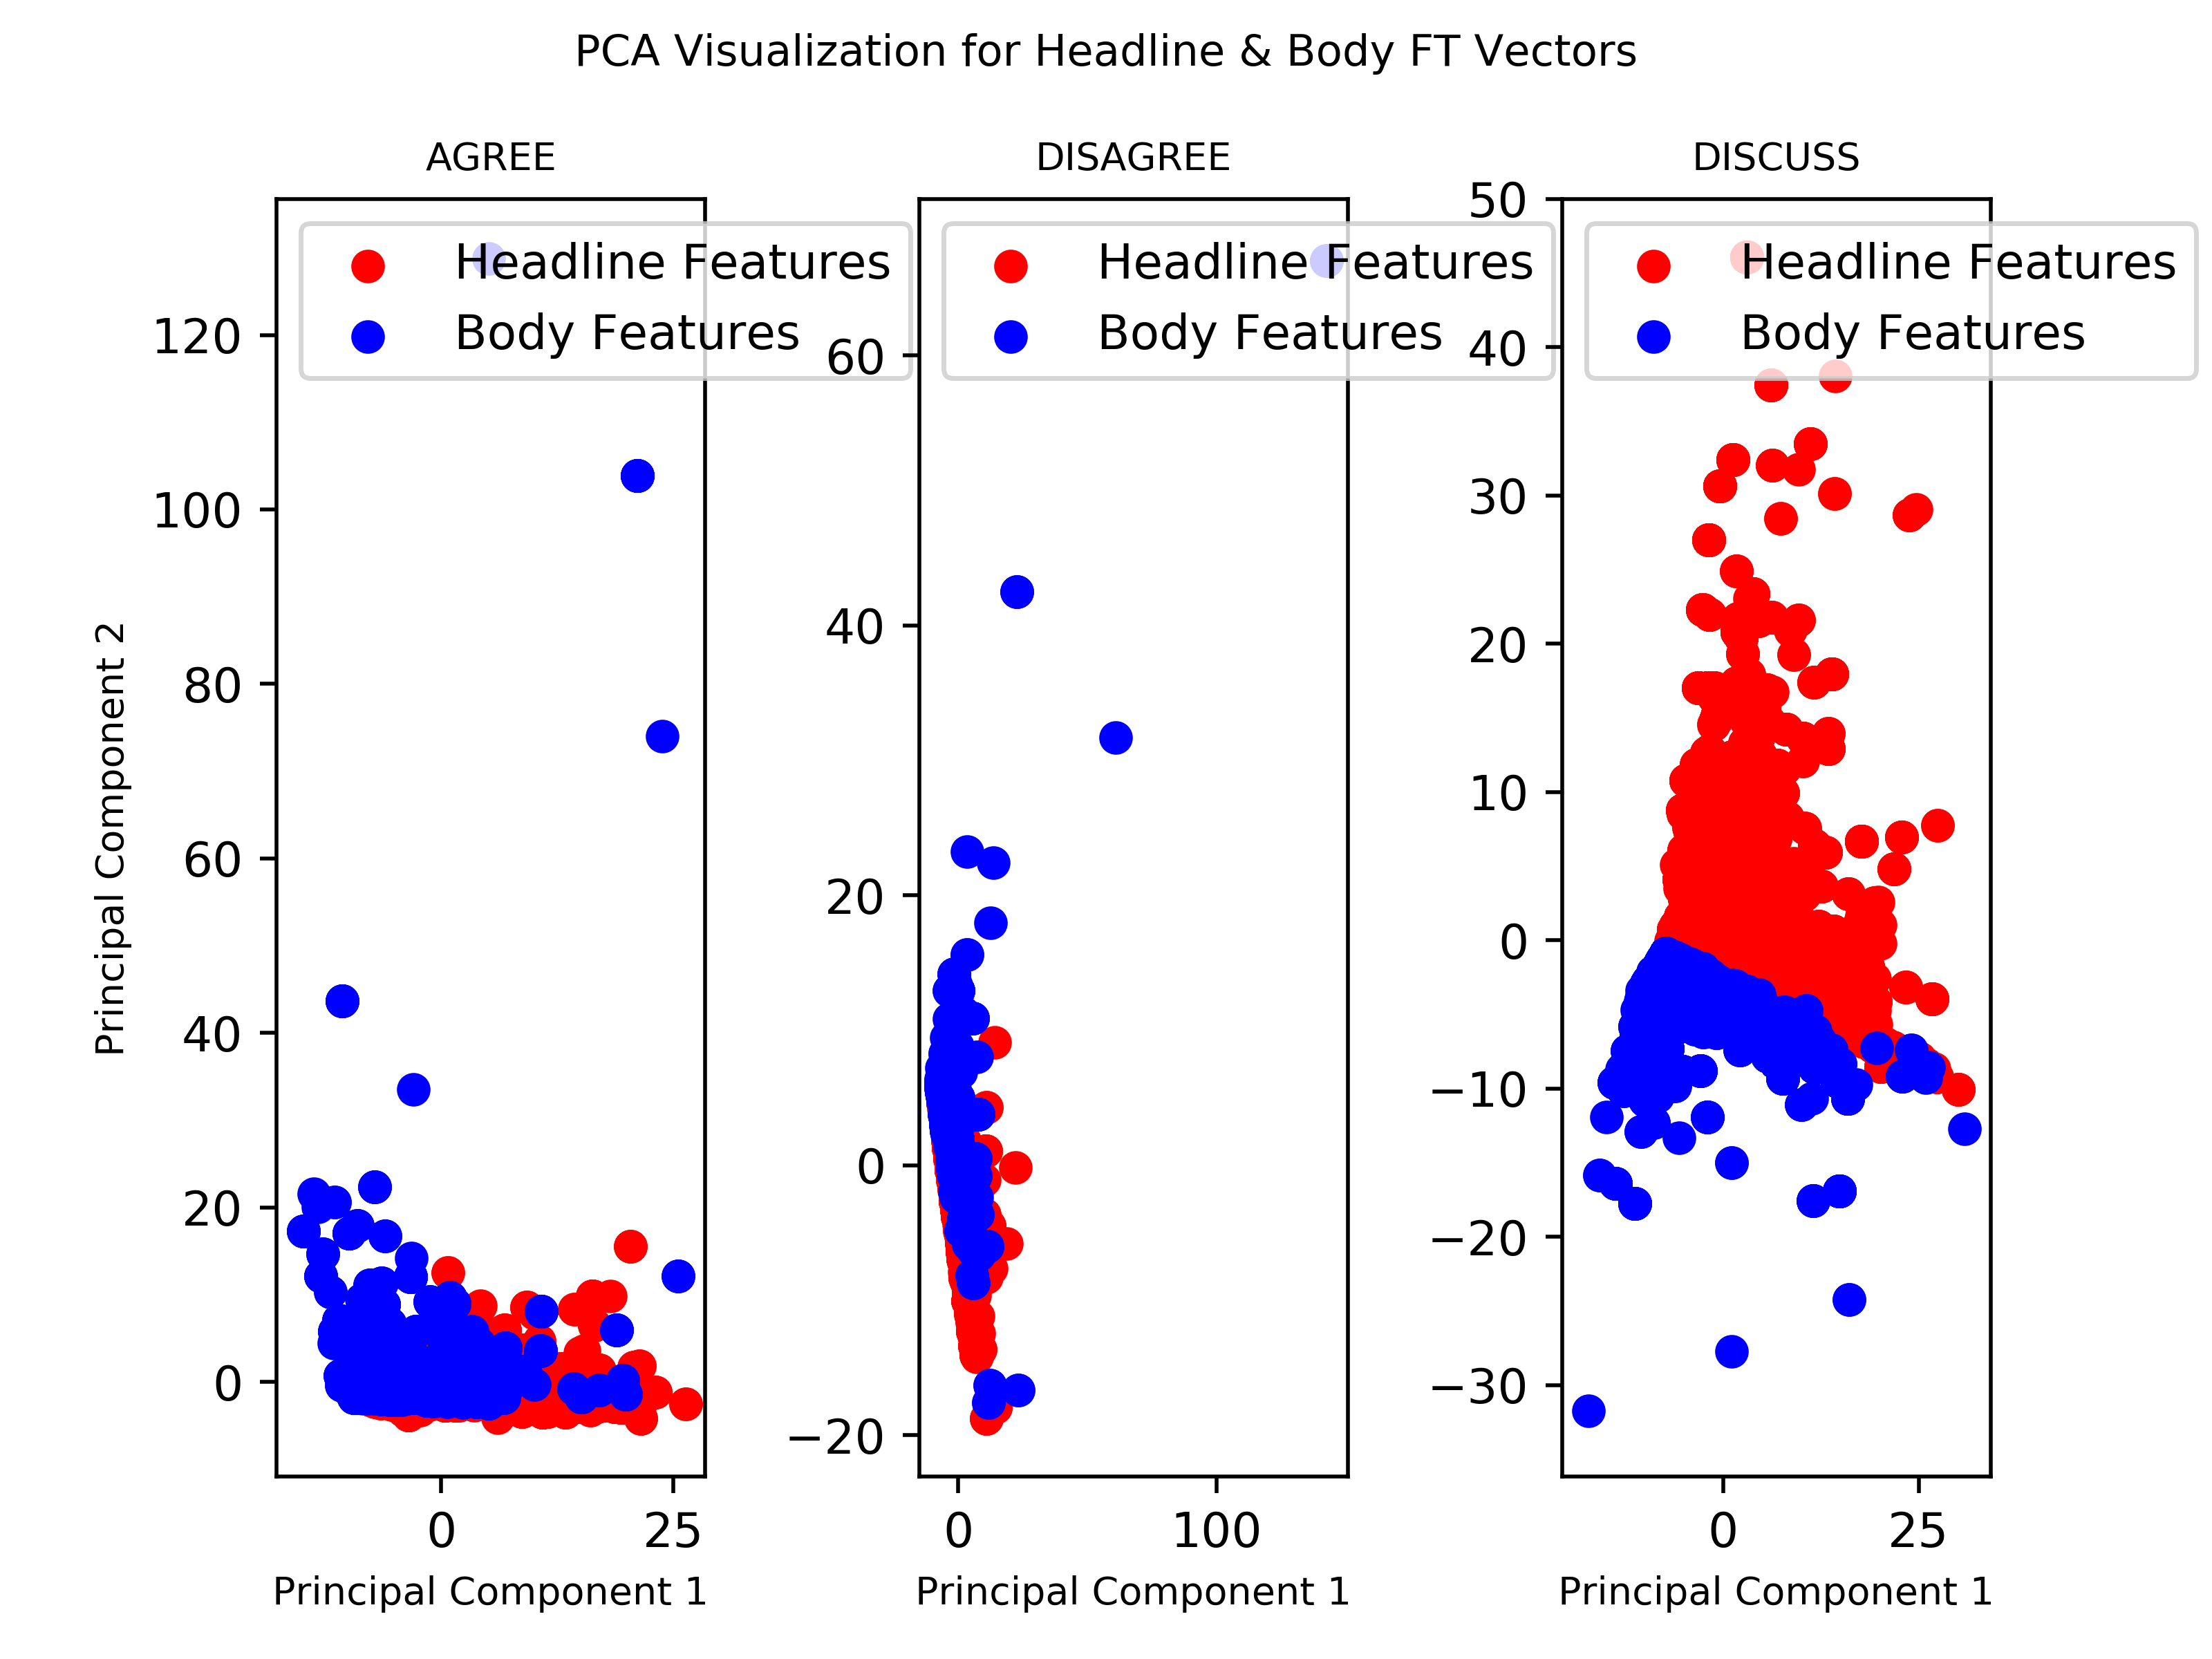 PCA Visualization for Headline & Body FT Vectors
AGREE
Headline Features
Body Features
120
100
80
60
40
20
0
Principal Component 2
0 25
Principal Component 1
DISAGREE
Headline Features
Body Features
60
40
20
0
−20
0 100
Principal Component 1
DISCUSS
Headline Features
Body Features
50
40
30
20
10
0
−10
−20
−30
0 25
Principal Component 1